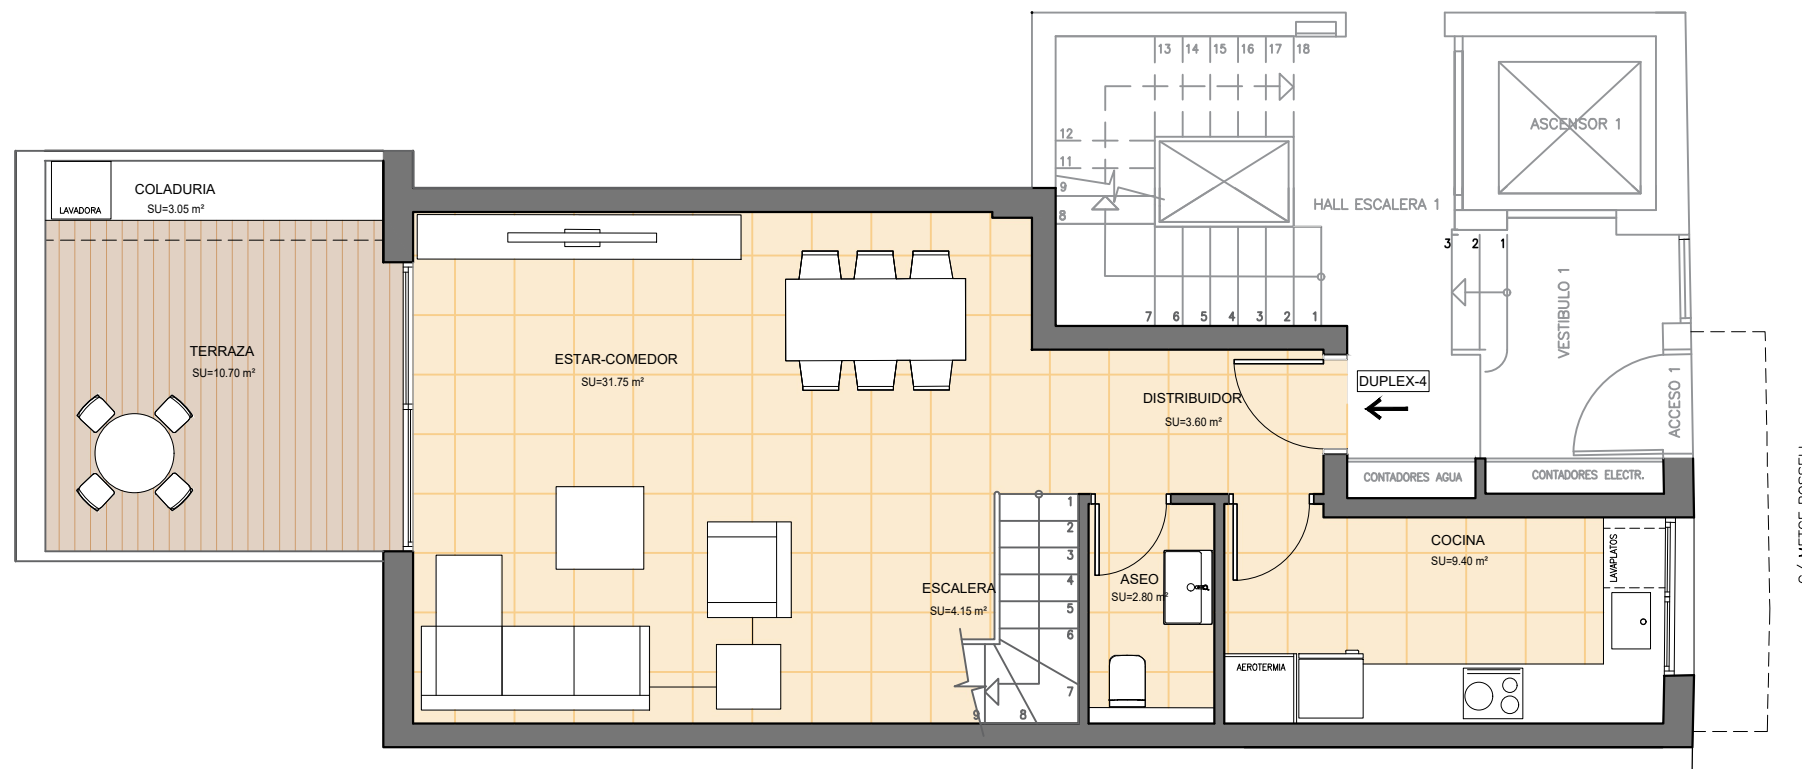 13 14 15 16 17 18
12
11
9
8
7 6 5 4 3 2 1
ASCENSOR 1
HALL ESCALERA 1
3 2 1
VESTIBULO 1
ACCESO 1
COLADURIA
SU=3.05 m²
LAVADORA
TERRAZA
SU=10.70 m²
ESTAR-COMEDOR
SU=31.75 m²
DISTRIBUIDOR
SU=3.60 m²
DUPLEX-4
CONTADORES AGUA
CONTADORES ELECTR.
ESCALERA
SU=4.15 m²
1
2
3
4
5
6
7
8
9
ASEO
SU=2.80 m²
COCINA
SU=9.40 m²
LAVAPLATOS
AEROTERMIA